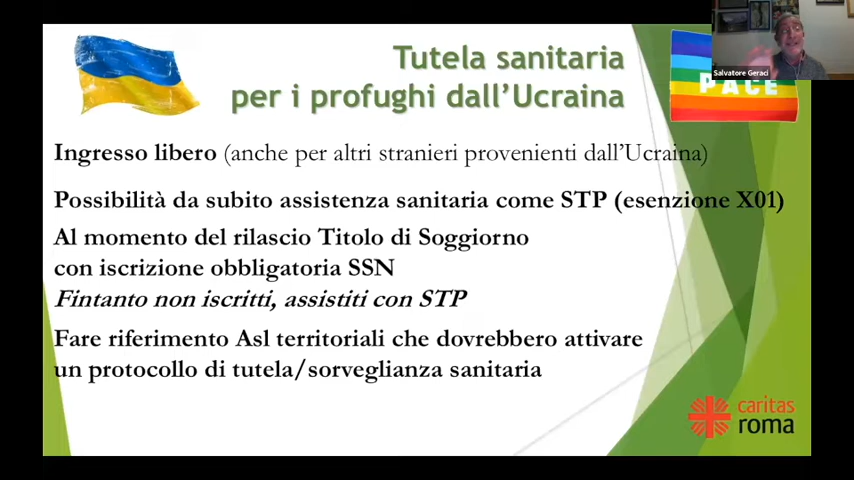 Tutela sanitaria
per i profughi dall'Ucraina
PACE
Salvatore Geraci
Ingresso libero (anche per altri stranieri provenienti dall'Ucraina)
Possibilità da subito assistenza sanitaria come STP (esenzione X01)
Al momento del rilascio Titolo di Soggiorno
con iscrizione obbligatoria SSN
Fintanto non iscritti, assistiti con STP
Fare riferimento Asl territoriali che dovrebbero attivare
un protocollo di tutela/sorveglianza sanitaria
caritas
roma